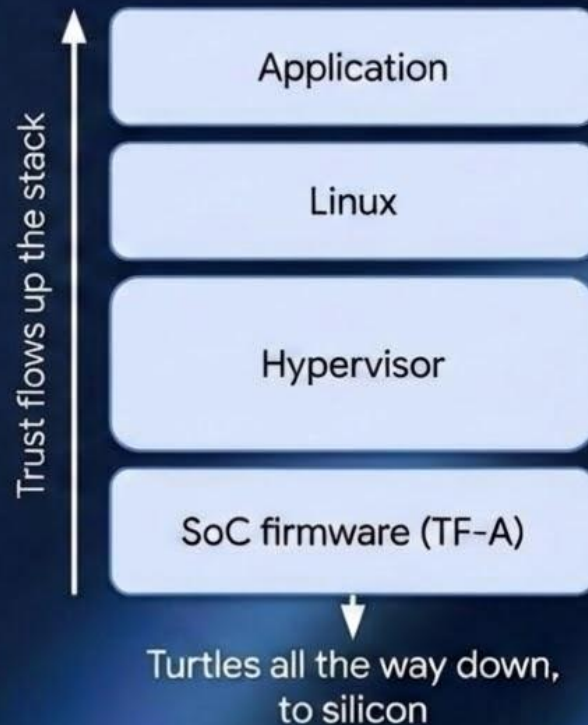 Trust flows up the stack
Application
Linux
Hypervisor
SoC firmware (TF-A)
Turtles all the way down,
to silicon